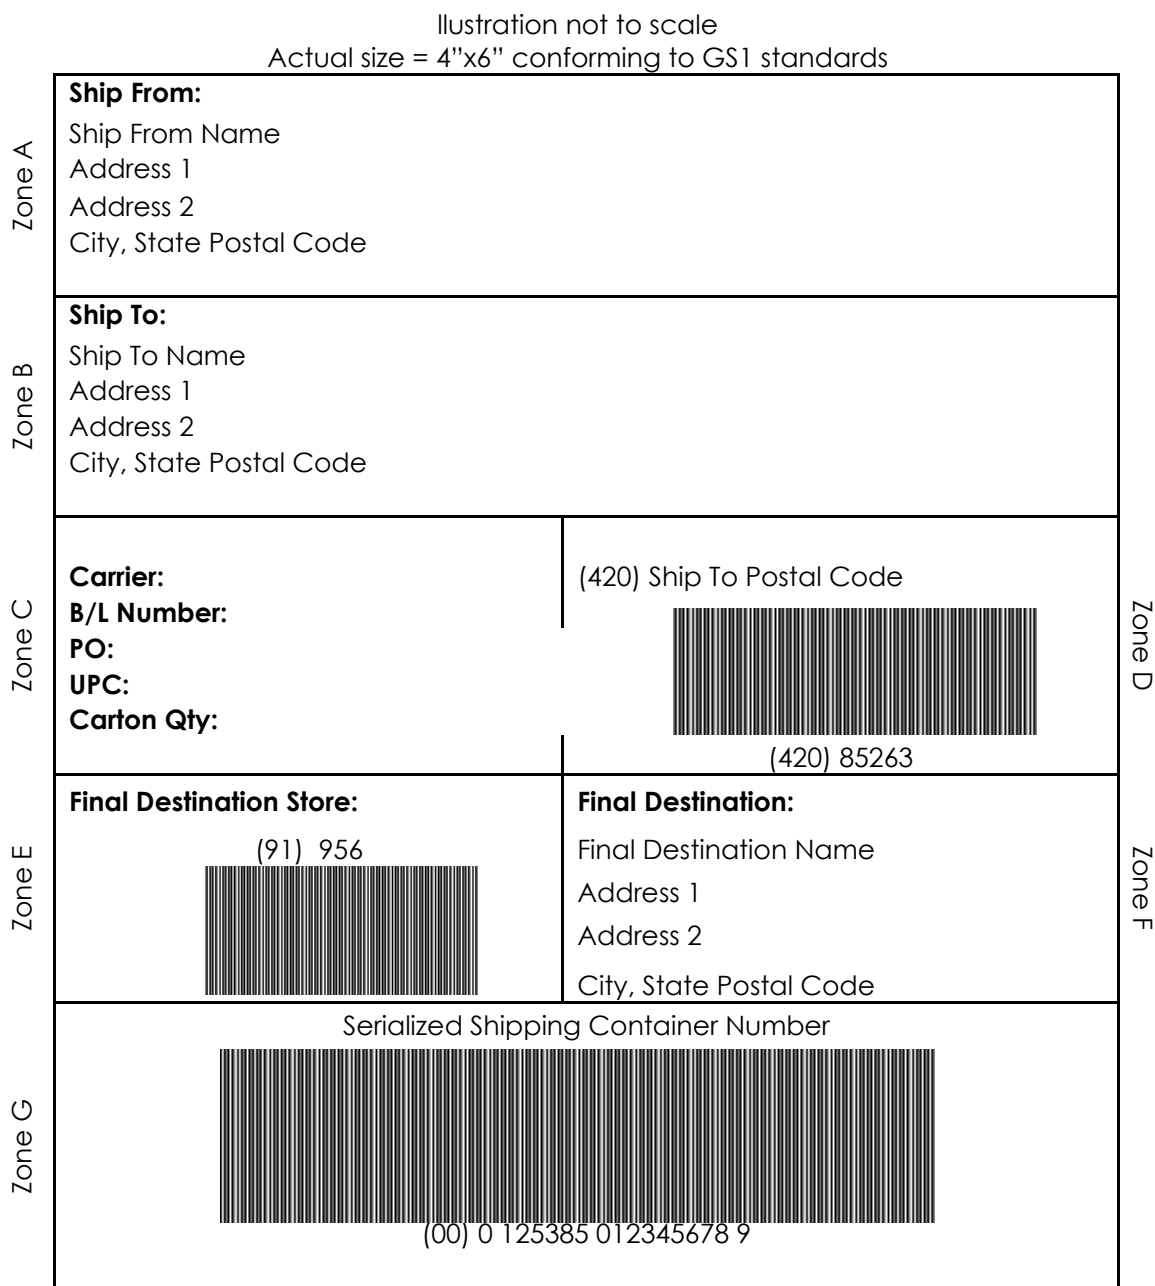 Ilustration not to scale
Actual size = 4”x6” conforming to GS1 standards
Zone A
Ship From:
Ship From Name
Address 1
Address 2
City, State Postal Code
Zone B
Ship To:
Ship To Name
Address 1
Address 2
City, State Postal Code
Zone C
Carrier:
B/L Number:
PO:
UPC:
Carton Qty:
(420) Ship To Postal Code
(420) 85263
Zone D
Zone E
Final Destination Store:
(91) 956
Final Destination:
Final Destination Name
Address 1
Address 2
City, State Postal Code
Zone F
Zone G
Serialized Shipping Container Number
(00) 0 125385 012345678 9